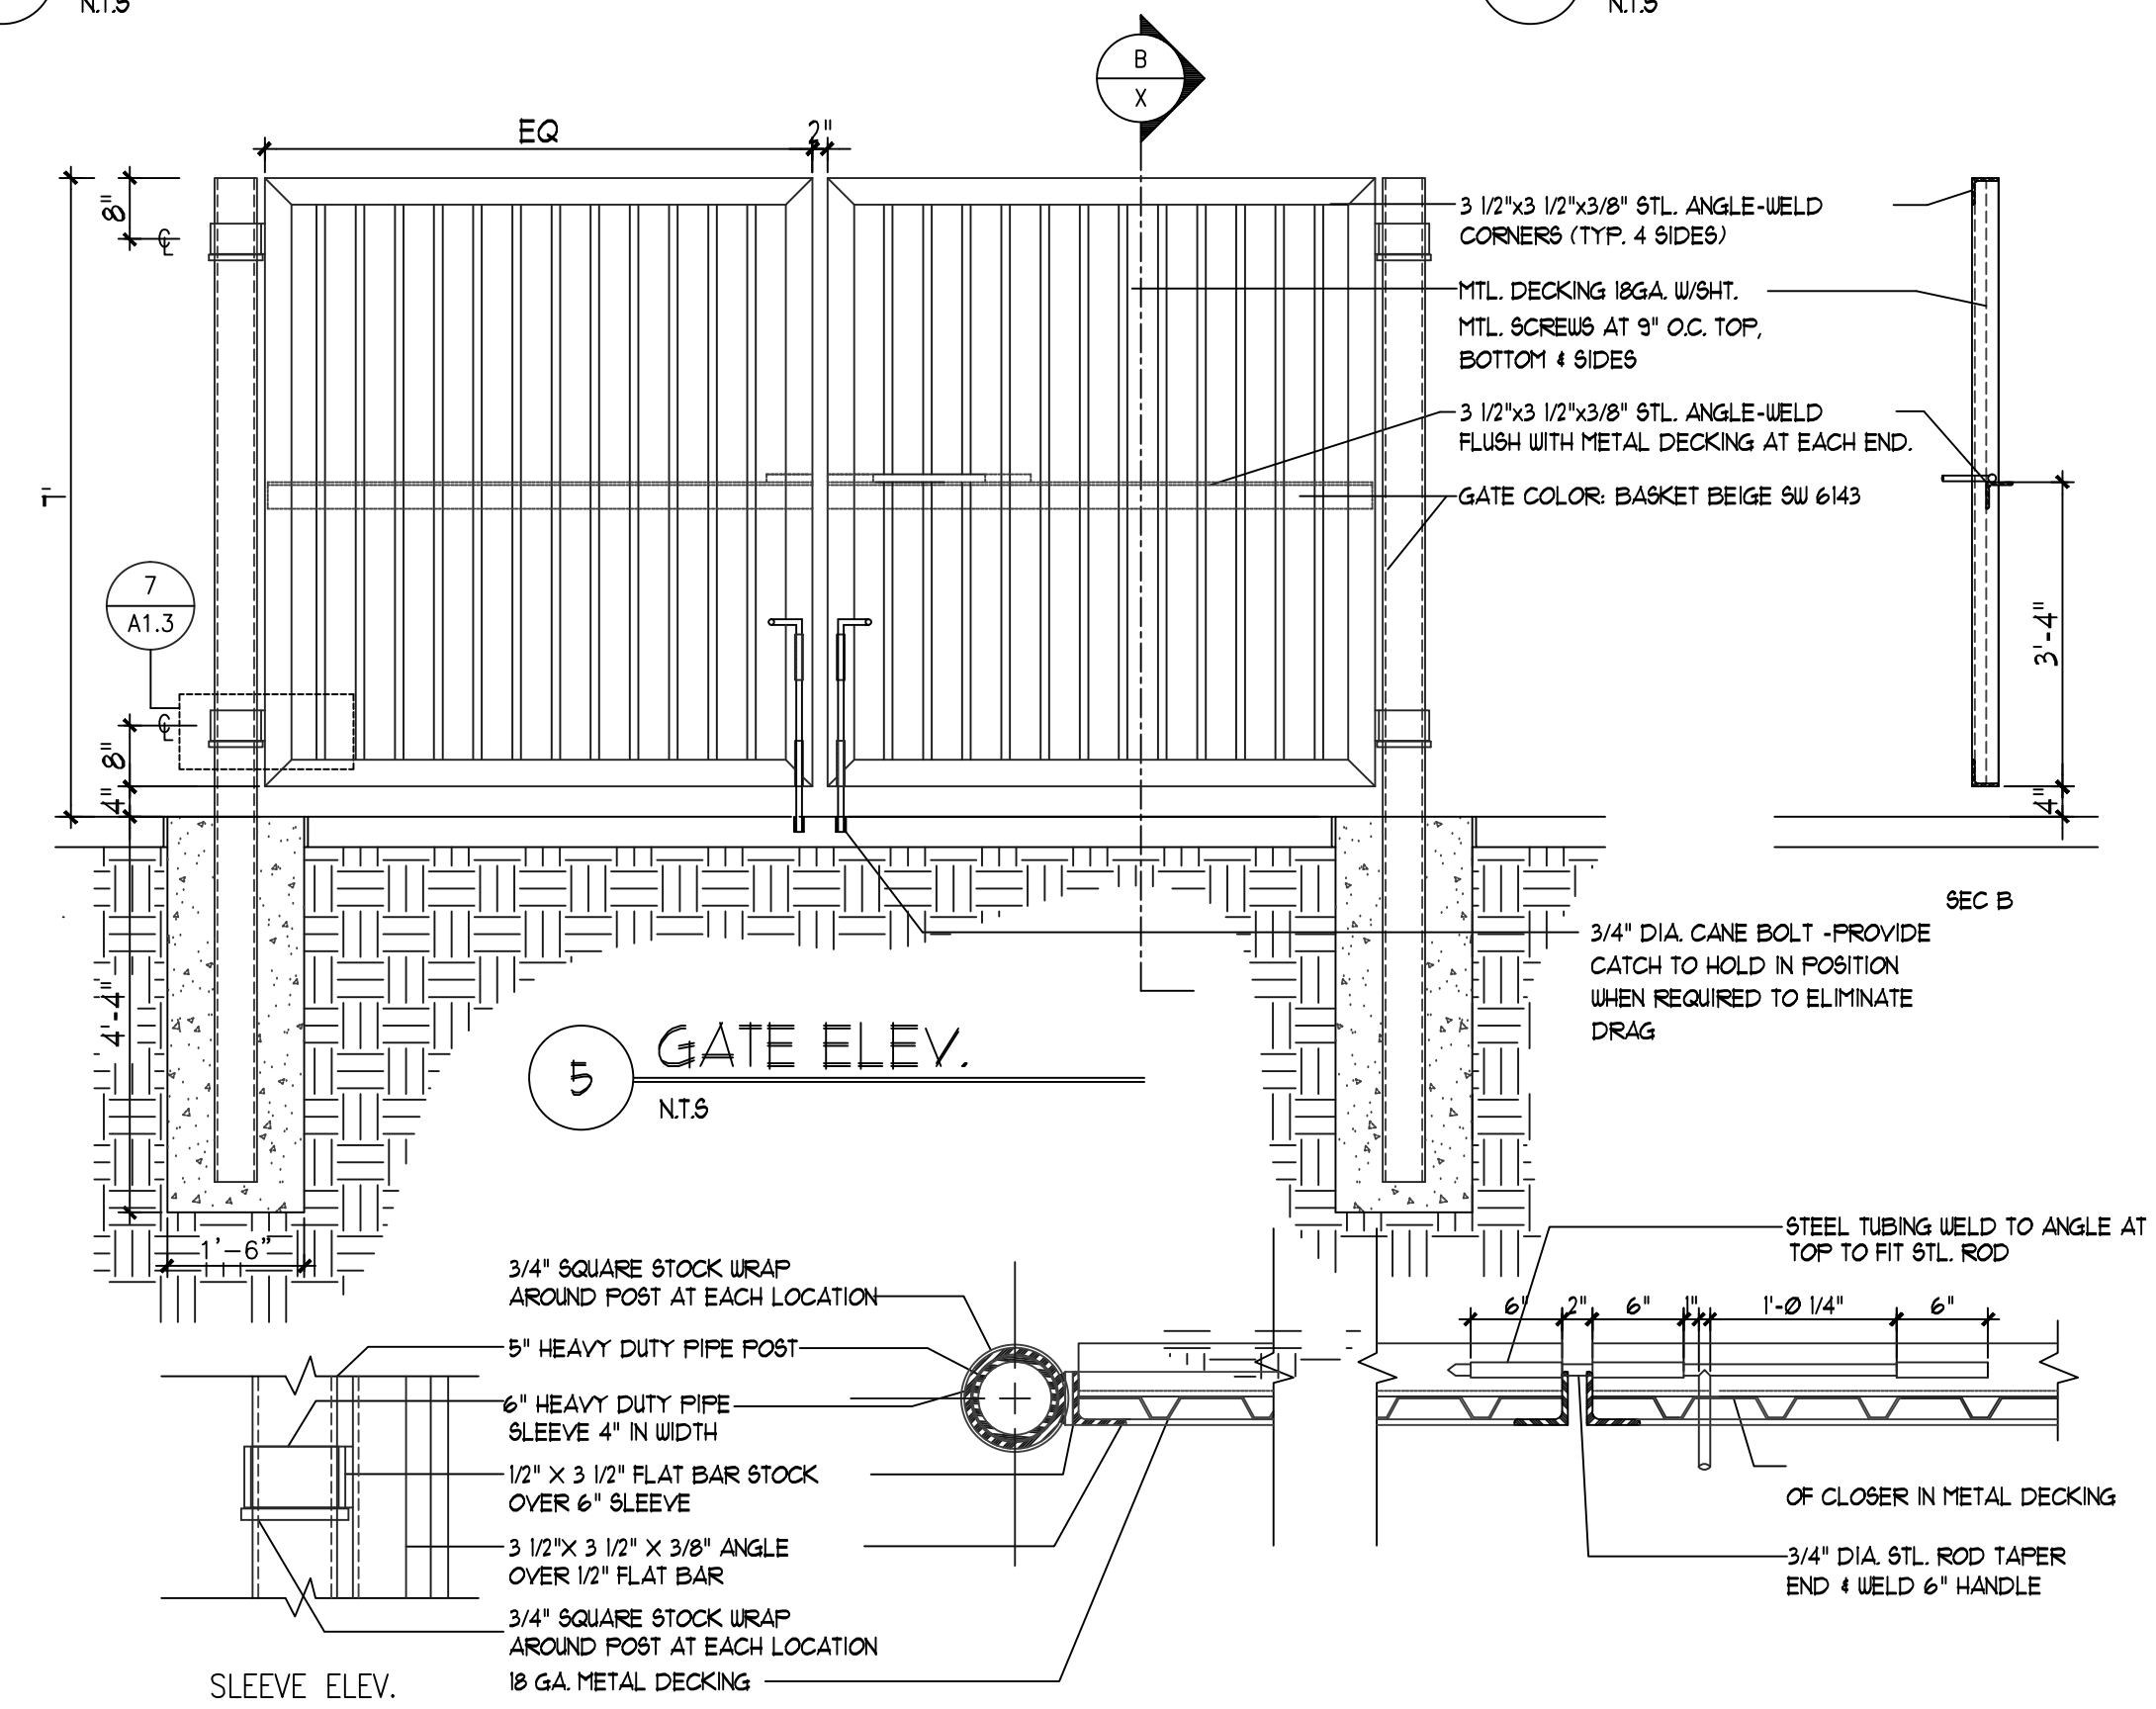 N.T.S
N.T.S
B
X
EQ
2"
8"
℄
7'
3 1/2"x3 1/2"x3/8" STL. ANGLE-WELD
CORNERS (TYP. 4 SIDES)
MTL. DECKING 18GA. W/SHT.
MTL. SCREWS AT 9" O.C. TOP,
BOTTOM & SIDES
3 1/2"x3 1/2"x3/8" STL. ANGLE-WELD
FLUSH WITH METAL DECKING AT EACH END.
GATE COLOR: BASKET BEIGE SW 6143
7
A1.3
℄
8"
4"
4'-4"
1'-6"
3'-4"
4"
SEC B
3/4" DIA. CANE BOLT -PROVIDE
CATCH TO HOLD IN POSITION
WHEN REQUIRED TO ELIMINATE
DRAG
5
GATE ELEV.
N.T.S
3/4" SQUARE STOCK WRAP
AROUND POST AT EACH LOCATION
5" HEAVY DUTY PIPE POST
6" HEAVY DUTY PIPE
SLEEVE 4" IN WIDTH
1/2" X 3 1/2" FLAT BAR STOCK
OVER 6" SLEEVE
3 1/2"X 3 1/2" X 3/8" ANGLE
OVER 1/2" FLAT BAR
3/4" SQUARE STOCK WRAP
AROUND POST AT EACH LOCATION
18 GA. METAL DECKING
SLEEVE ELEV.
STEEL TUBING WELD TO ANGLE AT
TOP TO FIT STL. ROD
6"
2"
6"
1"
1'-0 1/4"
6"
OF CLOSER IN METAL DECKING
3/4" DIA. STL. ROD TAPER
END & WELD 6" HANDLE